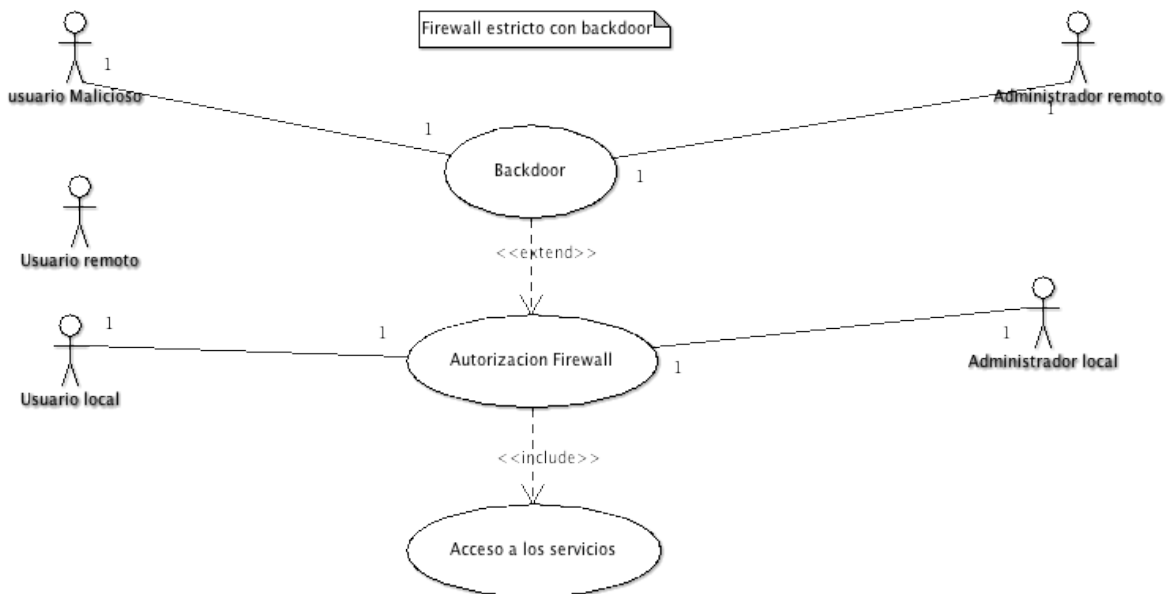 Firewall estricto con backdoor
1
usuario Malicioso
Administrador remoto
1
1
Backdoor
1
Usuario remoto
<<extend>>
1
1
Autorizacion Firewall
1
1
Administrador local
Usuario local
<<include>>
Acceso a los servicios